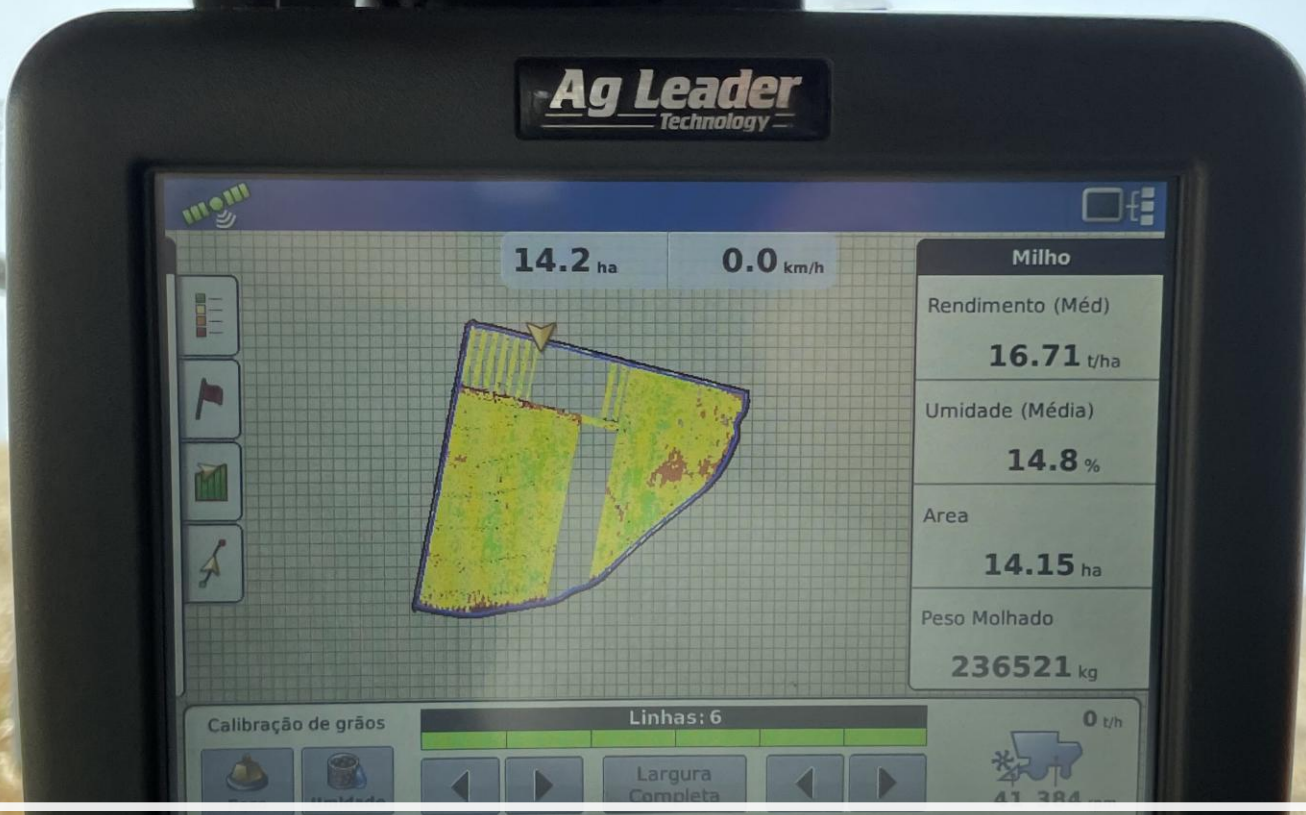 Ag Leader
Technology
14.2 ha
0.0 km/h
Milho
Rendimento (Méd)
16.71 t/ha
Umidade (Média)
14.8 %
Area
14.15 ha
Peso Molhado
236521 kg
Calibração de grãos
Linhas: 6
0 t/h
Largura
Completa